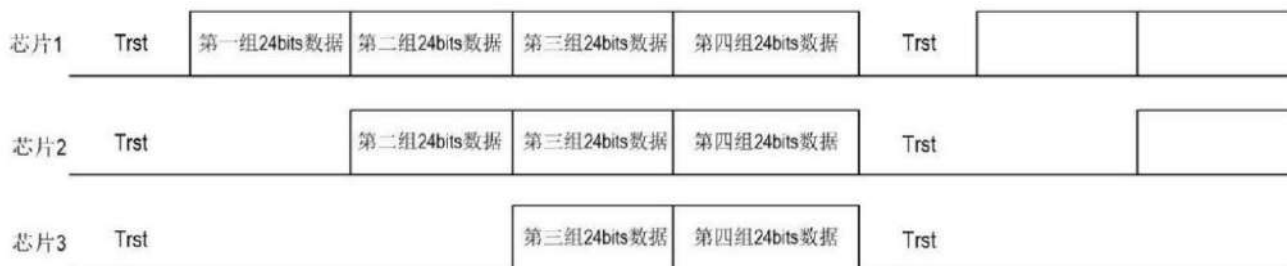 芯片1 Trst 第一组24bits数据 第二组24bits数据 第三组24bits数据 第四组24bits数据 Trst
芯片2 Trst 第二组24bits数据 第三组24bits数据 第四组24bits数据 Trst
芯片3 Trst 第三组24bits数据 第四组24bits数据 Trst